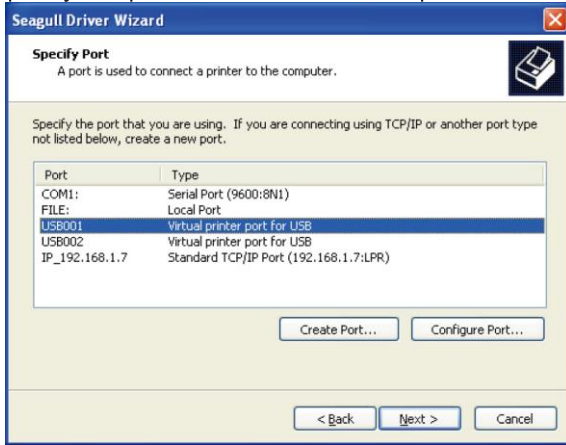 Seagull Driver Wizard
Specify Port
A port is used to connect a printer to the computer.
Specify the port that you are using. If you are connecting using TCP/IP or another port type
not listed below, create a new port.
Port Type
COM1: Serial Port (9600:8N1)
FILE: Local Port
USB001 Virtual printer port for USB
USB002 Virtual printer port for USB
IP_192.168.1.7 Standard TCP/IP Port (192.168.1.7:LPR)
Create Port... Configure Port...
< Back Next > Cancel